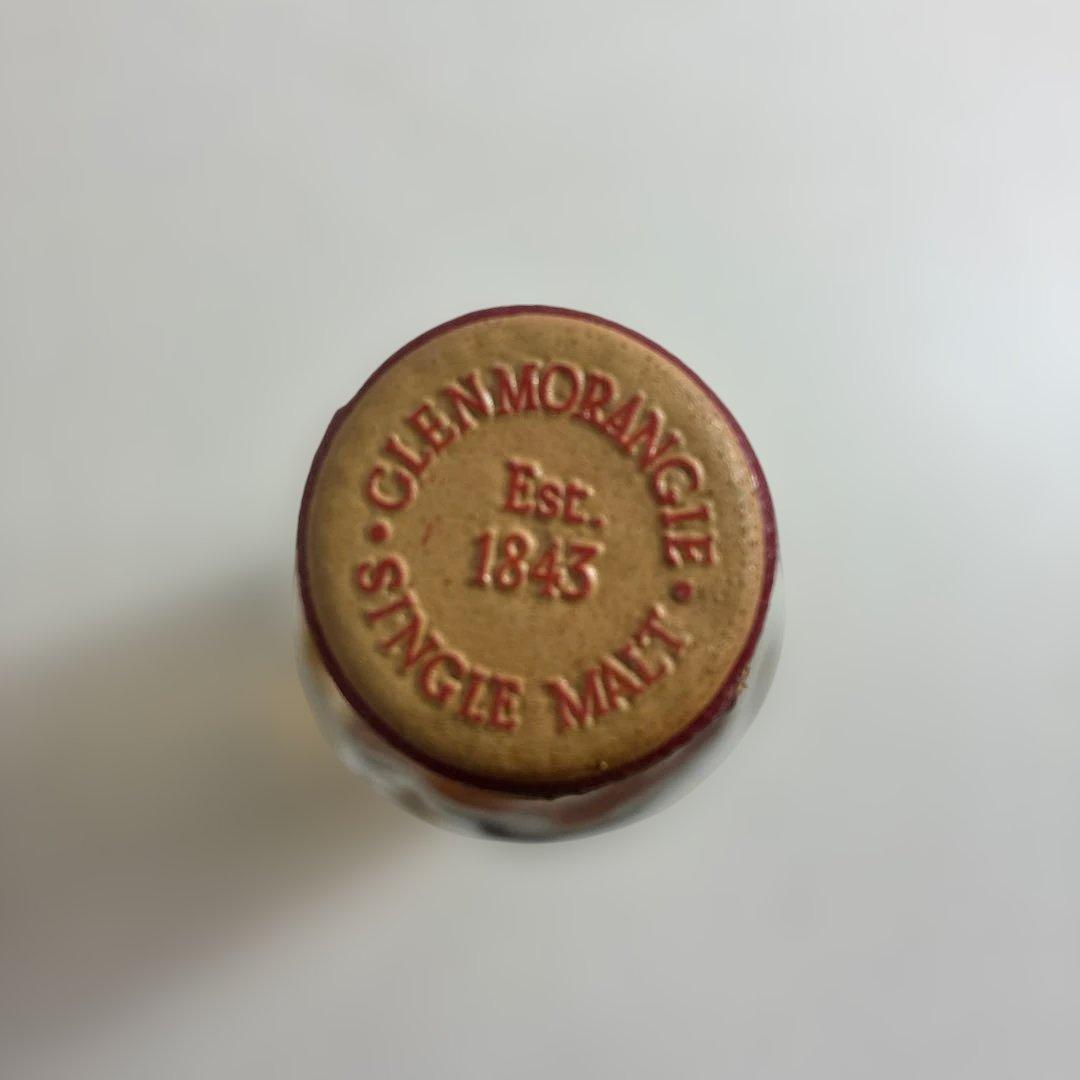 GLENMORANGIE
Est.
1843
SINGLE MALT